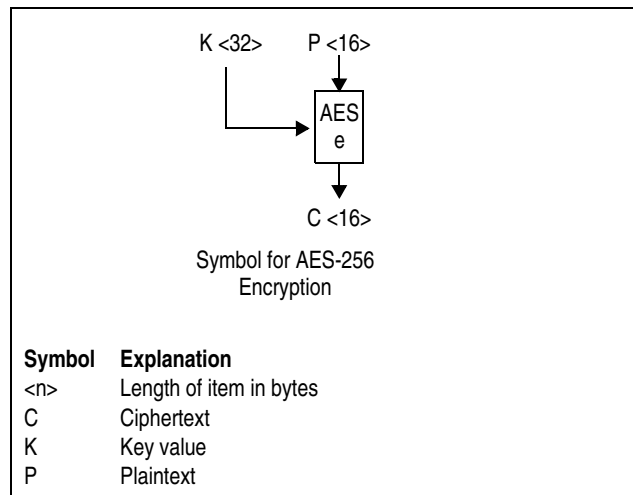 K <32> P <16>
AES
e
C <16>
Symbol for AES-256
Encryption
Symbol Explanation
<n> Length of item in bytes
C Ciphertext
K Key value
P Plaintext